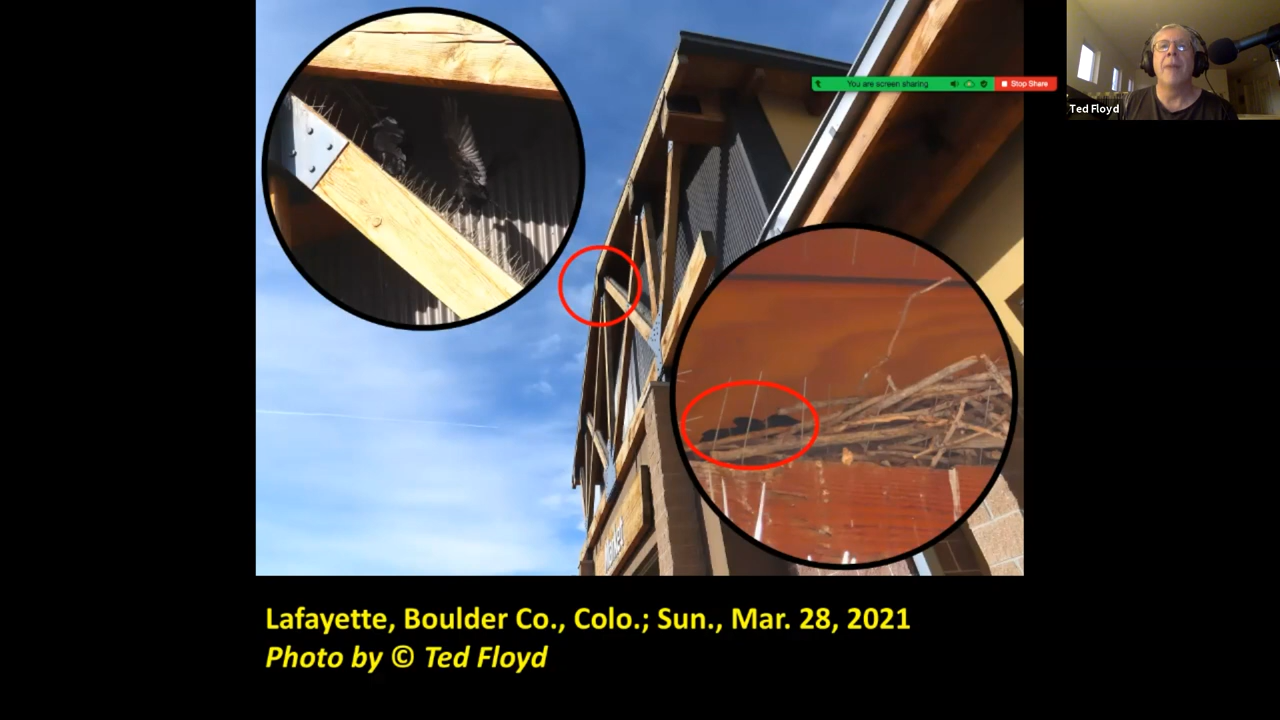 You are screen sharing
Stop Share
Ted Floyd
Lafayette, Boulder Co., Colo.; Sun., Mar. 28, 2021
Photo by © Ted Floyd